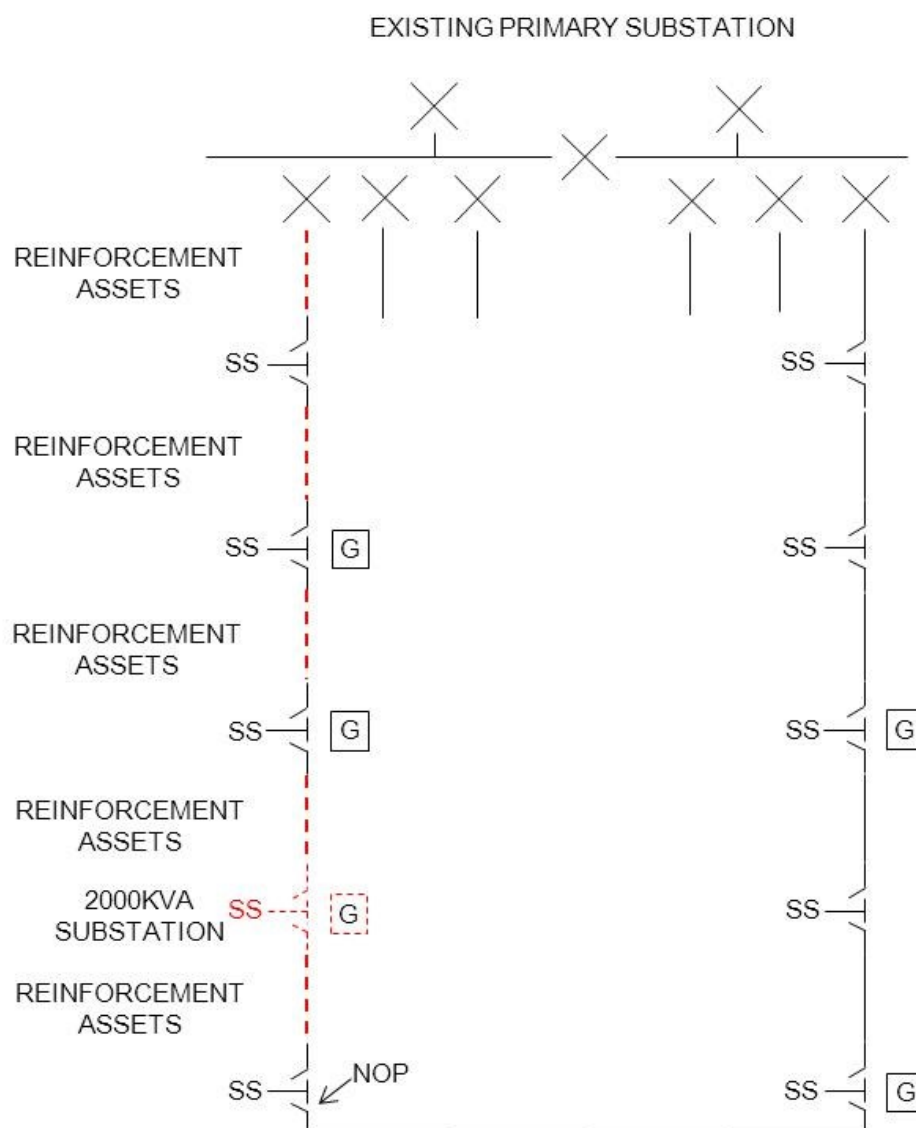 EXISTING PRIMARY SUBSTATION
REINFORCEMENT
ASSETS
SS
SS
REINFORCEMENT
ASSETS
SS
G
SS
REINFORCEMENT
ASSETS
SS
G
SS
G
REINFORCEMENT
ASSETS
2000KVA
SUBSTATION
SS
G
SS
REINFORCEMENT
ASSETS
NOP
SS
SS
G